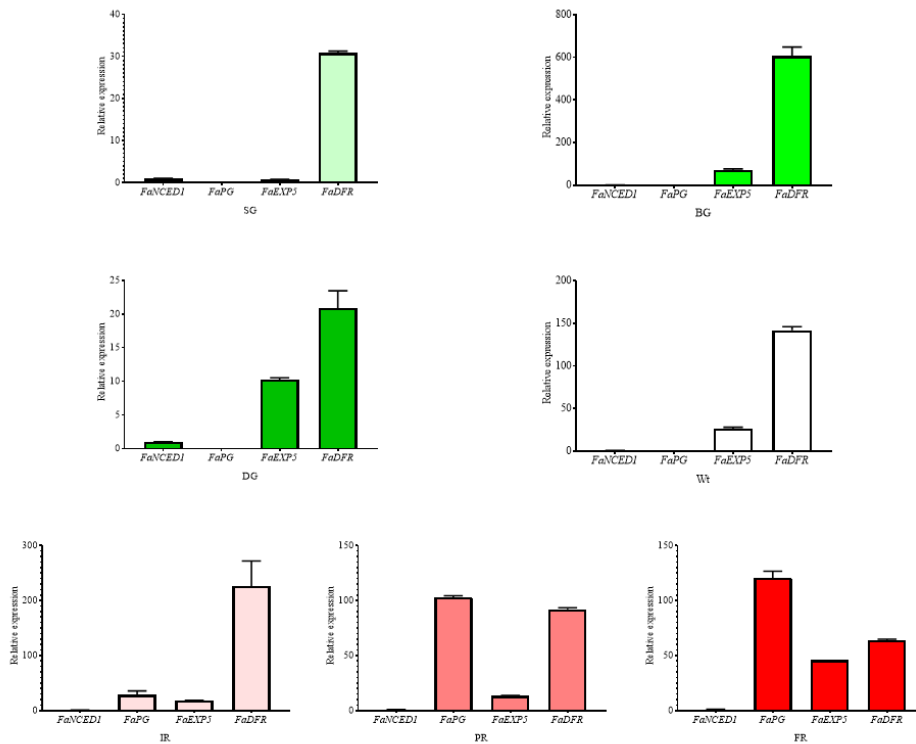 40
30
20
10
0
Relative expression
FaNCED1 FaPG FaEXP5 FaDFR
SG
800
600
400
200
0
Relative expression
FaNCED1 FaPG FaEXP5 FaDFR
BG
25
20
15
10
5
0
Relative expression
FaNCED1 FaPG FaEXP5 FaDFR
DG
200
150
100
50
0
Relative expression
FaNCED1 FaPG FaEXP5 FaDFR
Wt
300
200
100
0
Relative expression
FaNCED1 FaPG FaEXP5 FaDFR
IR
150
100
50
0
Relative expression
FaNCED1 FaPG FaEXP5 FaDFR
PR
150
100
50
0
Relative expression
FaNCED1 FaPG FaEXP5 FaDFR
FR